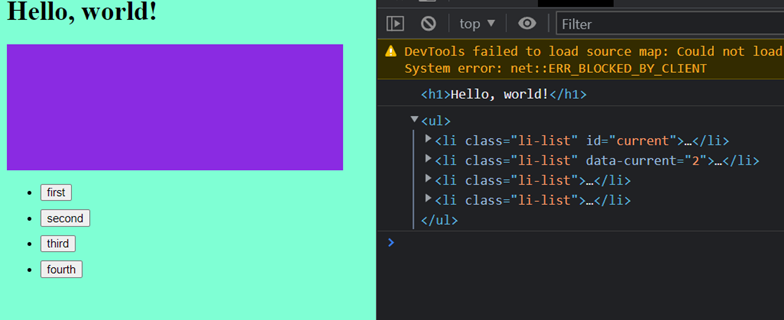 Hello, world!
first
second
third
fourth
top
Filter
DevTools failed to load source map: Could not load
System error: net::ERR_BLOCKED_BY_CLIENT
<h1>Hello, world!</h1>
<ul>
<li class="li-list" id="current">…</li>
<li class="li-list" data-current="2">…</li>
<li class="li-list">…</li>
<li class="li-list">…</li>
</ul>